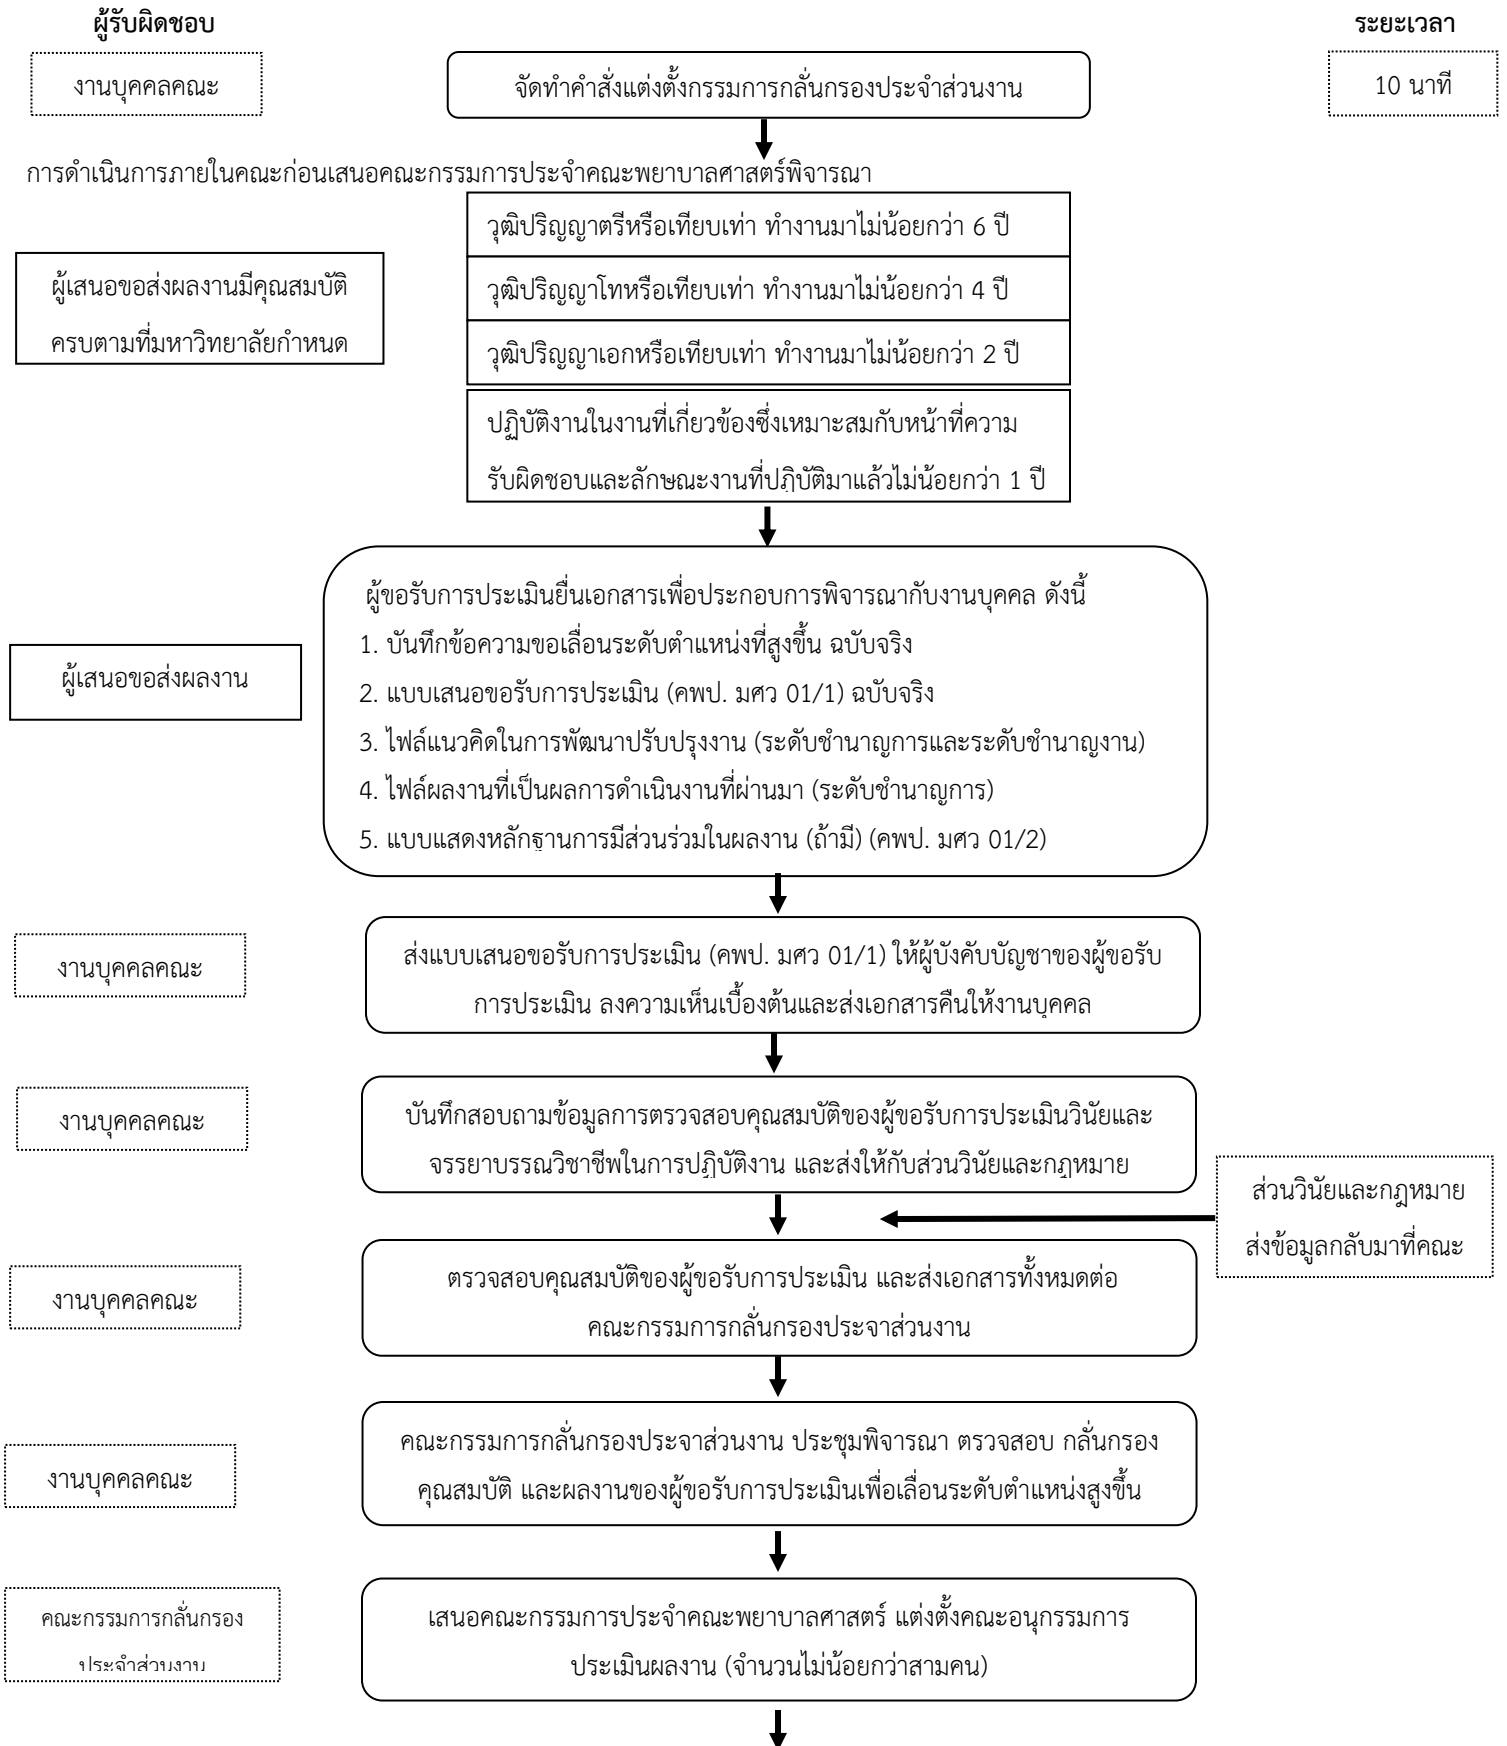 ผู้รับผิดชอบ
ระยะเวลา
งานบุคคลคณะ
จัดทำคำสั่งแต่งตั้งกรรมการกลั่นกรองประจำส่วนงาน
10 นาที
การดำเนินการภายในคณะก่อนเสนอคณะกรรมการประจำคณะพยาบาลศาสตร์พิจารณา
วุฒิปริญญาตรีหรือเทียบเท่า ทำงานมาไม่น้อยกว่า 6 ปี
ผู้เสนอขอส่งผลงานมีคุณสมบัติ
ครบตามที่มหาวิทยาลัยกำหนด
วุฒิปริญญาโทหรือเทียบเท่า ทำงานมาไม่น้อยกว่า 4 ปี
วุฒิปริญญาเอกหรือเทียบเท่า ทำงานมาไม่น้อยกว่า 2 ปี
ปฏิบัติงานในงานที่เกี่ยวข้องซึ่งเหมาะสมกับหน้าที่ความ
รับผิดชอบและลักษณะงานที่ปฏิบัติมาแล้วไม่น้อยกว่า 1 ปี
ผู้ขอรับการประเมินยื่นเอกสารเพื่อประกอบการพิจารณากับงานบุคคล ดังนี้
1. บันทึกข้อความขอเลื่อนระดับตำแหน่งที่สูงขึ้น ฉบับจริง
ผู้เสนอขอส่งผลงาน
2. แบบเสนอขอรับการประเมิน (คพป. มศว 01/1) ฉบับจริง
3. ไฟล์แนวคิดในการพัฒนาปรับปรุงงาน (ระดับชำนาญการและระดับชำนาญงาน)
4. ไฟล์ผลงานที่เป็นผลการดำเนินงานที่ผ่านมา (ระดับชำนาญการ)
5. แบบแสดงหลักฐานการมีส่วนร่วมในผลงาน (ถ้ามี) (คพป. มศว 01/2)
งานบุคคลคณะ
ส่งแบบเสนอขอรับการประเมิน (คพป. มศว 01/1) ให้ผู้บังคับบัญชาของผู้ขอรับ
การประเมิน ลงความเห็นเบื้องต้นและส่งเอกสารคืนให้งานบุคคล
งานบุคคลคณะ
บันทึกสอบถามข้อมูลการตรวจสอบคุณสมบัติของผู้ขอรับการประเมินวินัยและ
จรรยาบรรณวิชาชีพในการปฏิบัติงาน และส่งให้กับส่วนวินัยและกฎหมาย
ส่วนวินัยและกฎหมาย
ส่งข้อมูลกลับมาที่คณะ
งานบุคคลคณะ
ตรวจสอบคุณสมบัติของผู้ขอรับการประเมิน และส่งเอกสารทั้งหมดต่อ
คณะกรรมการกลั่นกรองประจาส่วนงาน
งานบุคคลคณะ
คณะกรรมการกลั่นกรองประจาส่วนงาน ประชุมพิจารณา ตรวจสอบ กลั่นกรอง
คุณสมบัติ และผลงานของผู้ขอรับการประเมินเพื่อเลื่อนระดับตำแหน่งสูงขึ้น
คณะกรรมการกลั่นกรอง
ประจำส่วนงาน
เสนอคณะกรรมการประจำคณะพยาบาลศาสตร์ แต่งตั้งคณะอนุกรรมการ
ประเมินผลงาน (จำนวนไม่น้อยกว่าสามคน)